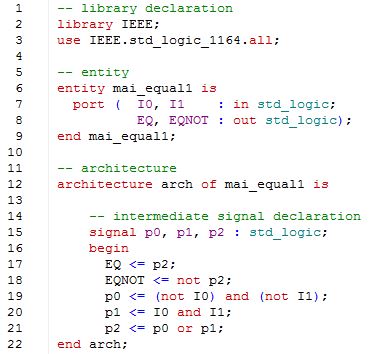 1 -- library declaration
2 library IEEE;
3 use IEEE.std_logic_1164.all;
4
5 -- entity
6 entity mai_equal1 is
7 port ( I0, I1 : in std_logic;
8 EQ, EQNOT : out std_logic);
9 end mai_equal1;
10
11 -- architecture
12 architecture arch of mai_equal1 is
13
14 -- intermediate signal declaration
15 signal p0, p1, p2 : std_logic;
16 begin
17 EQ <= p2;
18 EQNOT <= not p2;
19 p0 <= (not I0) and (not I1);
20 p1 <= I0 and I1;
21 p2 <= p0 or p1;
22 end arch;